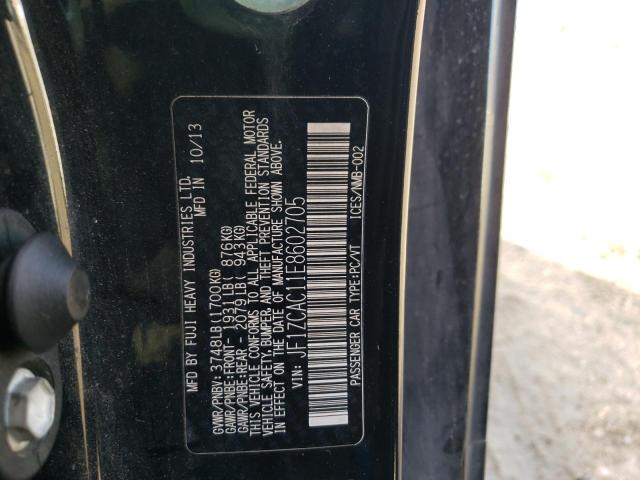 MFD BY FUJI HEAVY INDUSTRIES LTD.
MFD IN 10/13
GVWR/PNBV: 3748LB(1700KG)
GAWR/PNBE:FRONT- 1931LB( 876KG)
GAWR/PNBE:REAR - 2079LB( 943KG)
THIS VEHICLE CONFORMS TO ALL APPLICABLE FEDERAL MOTOR
VEHICLE SAFETY, BUMPER, AND THEFT PREVENTION STANDARDS
IN EFFECT ON THE DATE OF MANUFACTURE SHOWN ABOVE.
VIN: JF1ZCAC11E8602705
PASSENGER CAR TYPE:PC/VT ICES/NMB-002